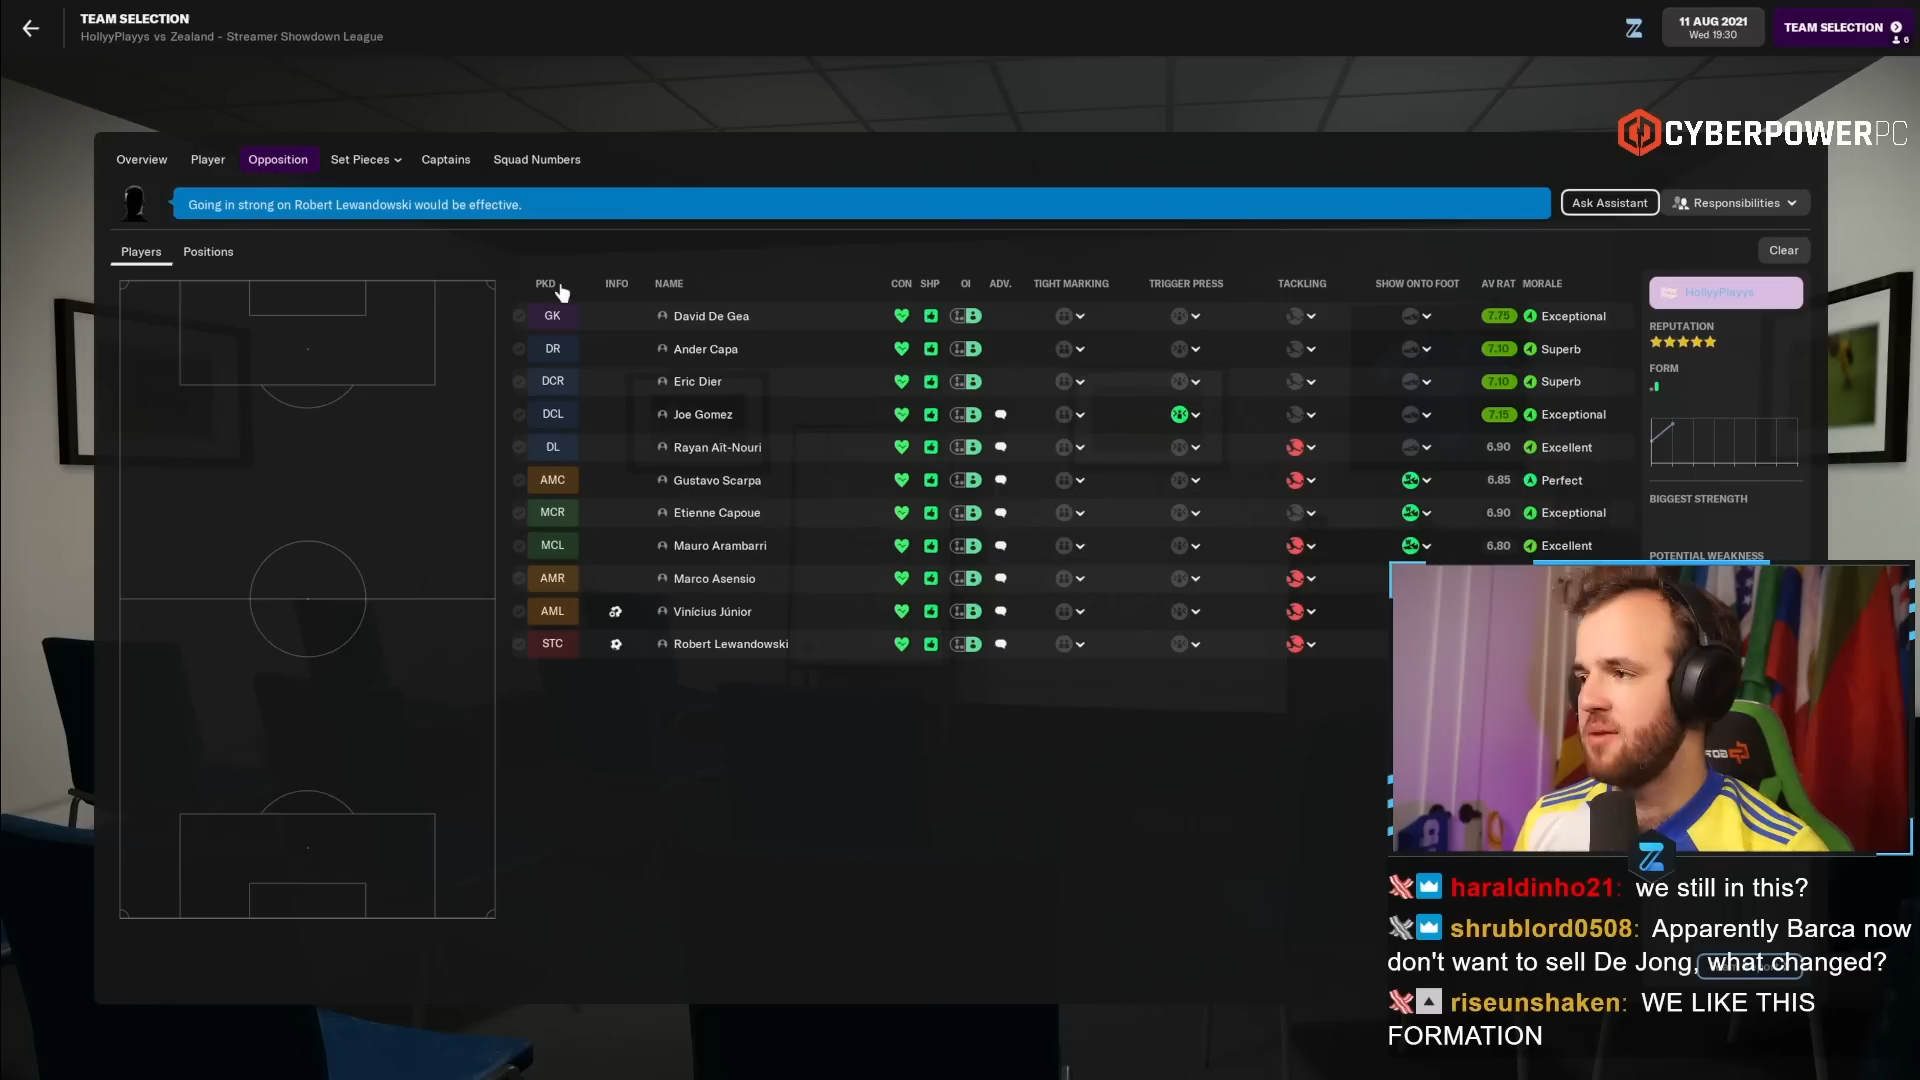 TEAM SELECTION
HollyyPlayys vs Zealand - Streamer Showdown League
11 AUG 2021
Wed 19:30
TEAM SELECTION
6
CYBERPOWERPC
Overview Player Opposition Set Pieces Captains Squad Numbers
Going in strong on Robert Lewandowski would be effective.
Ask Assistant
Responsibilities
Players Positions
Clear
PKD INFO NAME CON SHP OI ADV. TIGHT MARKING TRIGGER PRESS TACKLING SHOW ONTO FOOT AV RAT MORALE
GK David De Gea 7.75 Exceptional
DR Ander Capa 7.10 Superb
DCR Eric Dier 7.10 Superb
DCL Joe Gomez 7.15 Exceptional
DL Rayan Aït-Nouri 6.90 Excellent
AMC Gustavo Scarpa 6.85 Perfect
MCR Etienne Capoue 6.90 Exceptional
MCL Mauro Arambarri 6.80 Excellent
AMR Marco Asensio
AML Vinícius Júnior
STC Robert Lewandowski
HollyyPlayys
REPUTATION
FORM
BIGGEST STRENGTH
POTENTIAL WEAKNESS
haraldinho21: we still in this?
shrublord0508: Apparently Barca now
don't want to sell De Jong, what changed?
riseunshaken: WE LIKE THIS
FORMATION